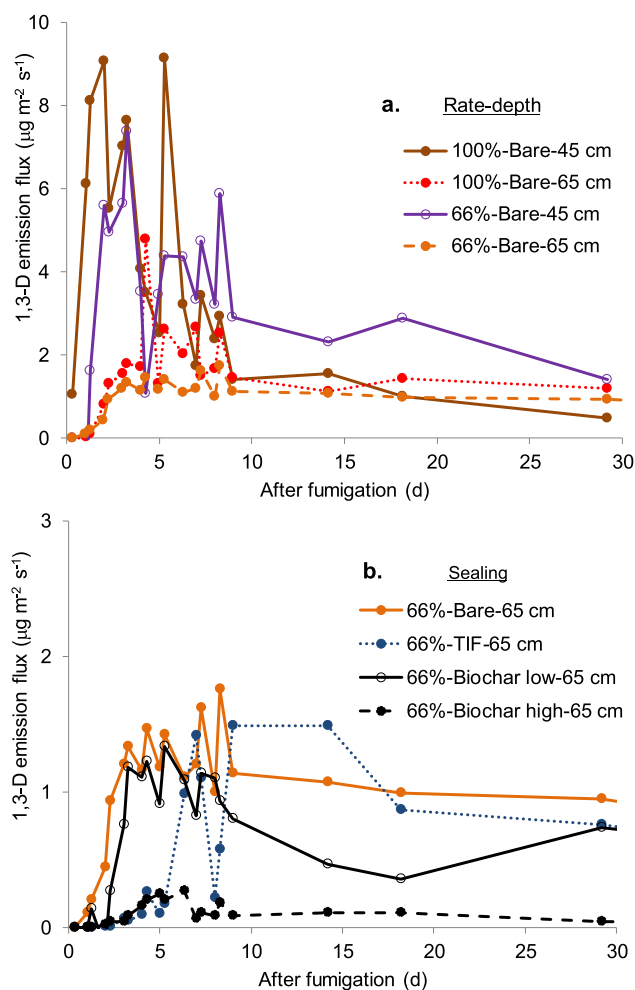 10
8
6
4
2
0
1,3-D emission flux (µg m⁻² s⁻¹)
a. Rate-depth
100%-Bare-45 cm
100%-Bare-65 cm
66%-Bare-45 cm
66%-Bare-65 cm
0 5 10 15 20 25 30
After fumigation (d)
3
2
1
0
1,3-D emission flux (µg m⁻² s⁻¹)
b. Sealing
66%-Bare-65 cm
66%-TIF-65 cm
66%-Biochar low-65 cm
66%-Biochar high-65 cm
0 5 10 15 20 25 30
After fumigation (d)